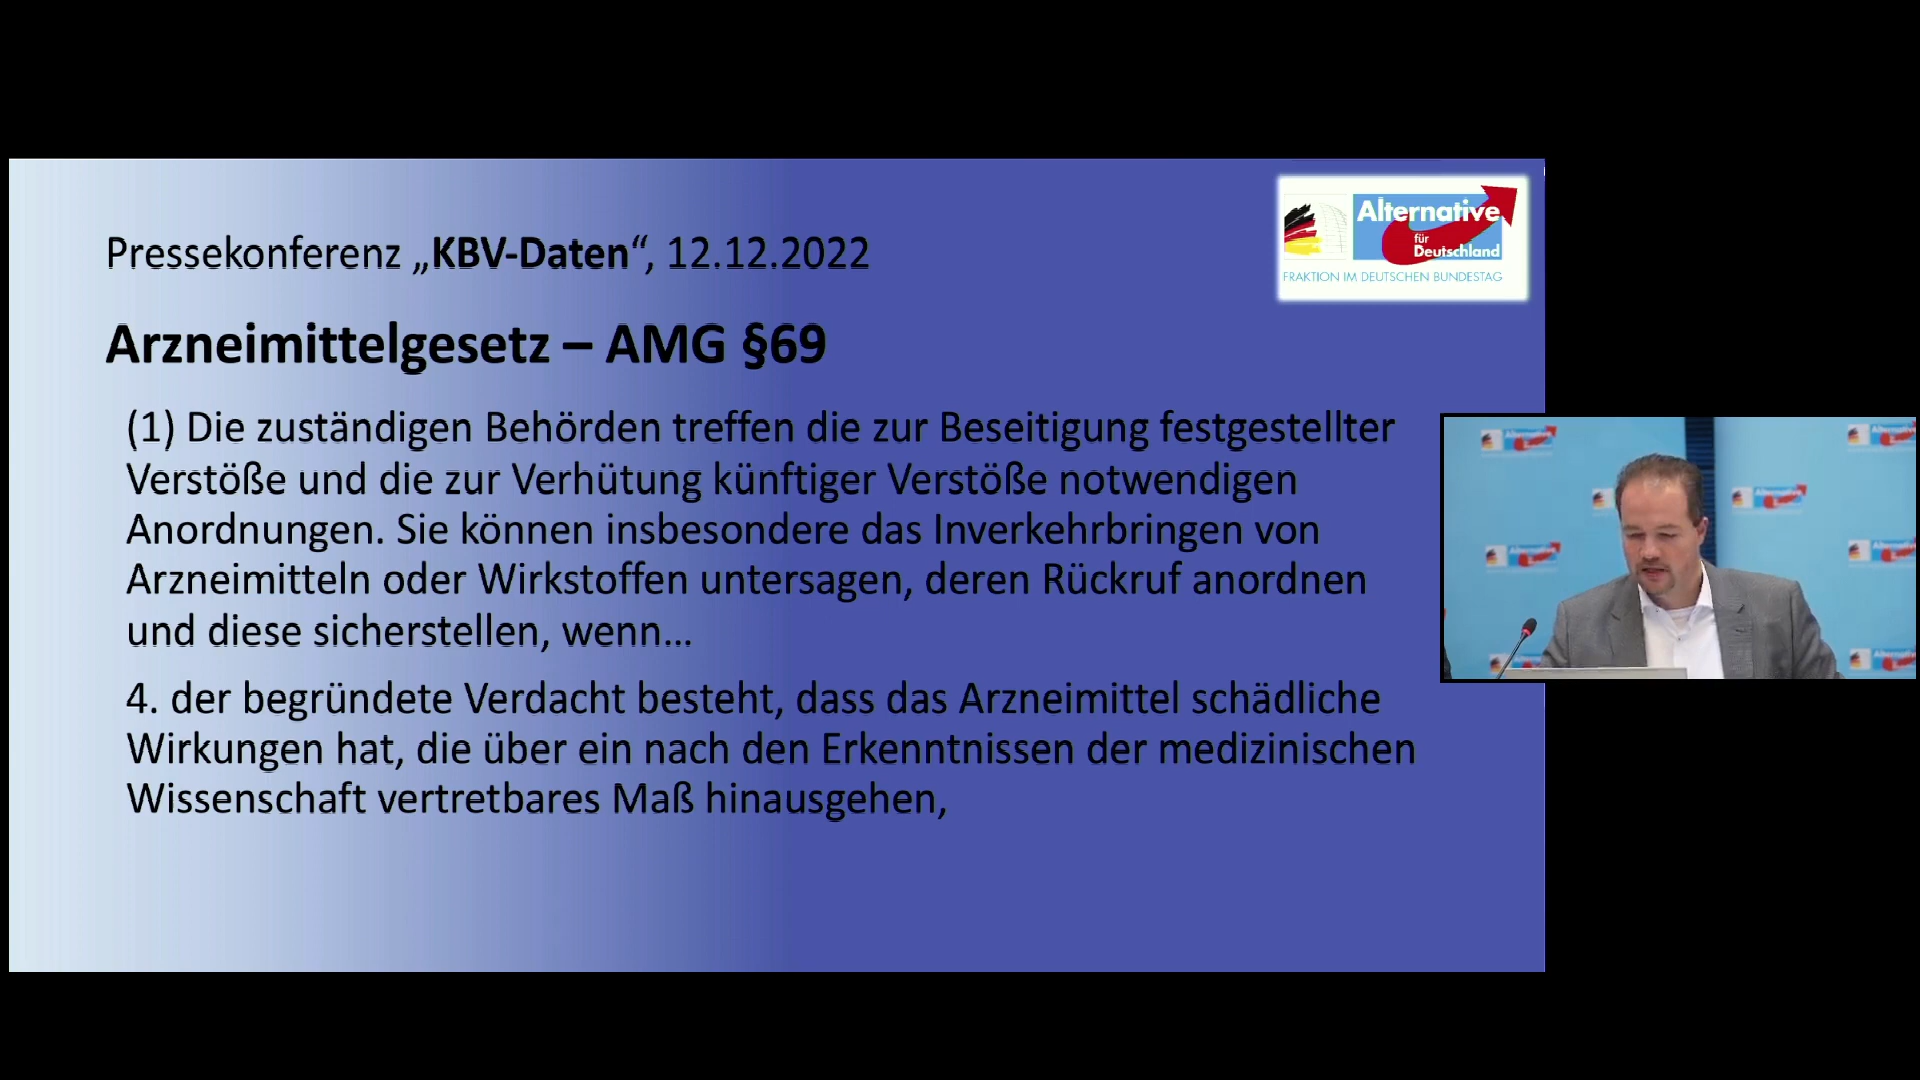 Pressekonferenz „KBV-Daten“, 12.12.2022
Alternative
für
Deutschland
FRAKTION IM DEUTSCHEN BUNDESTAG
Arzneimittelgesetz – AMG §69
(1) Die zuständigen Behörden treffen die zur Beseitigung festgestellter
Verstöße und die zur Verhütung künftiger Verstöße notwendigen
Anordnungen. Sie können insbesondere das Inverkehrbringen von
Arzneimitteln oder Wirkstoffen untersagen, deren Rückruf anordnen
und diese sicherstellen, wenn…
4. der begründete Verdacht besteht, dass das Arzneimittel schädliche
Wirkungen hat, die über ein nach den Erkenntnissen der medizinischen
Wissenschaft vertretbares Maß hinausgehen,